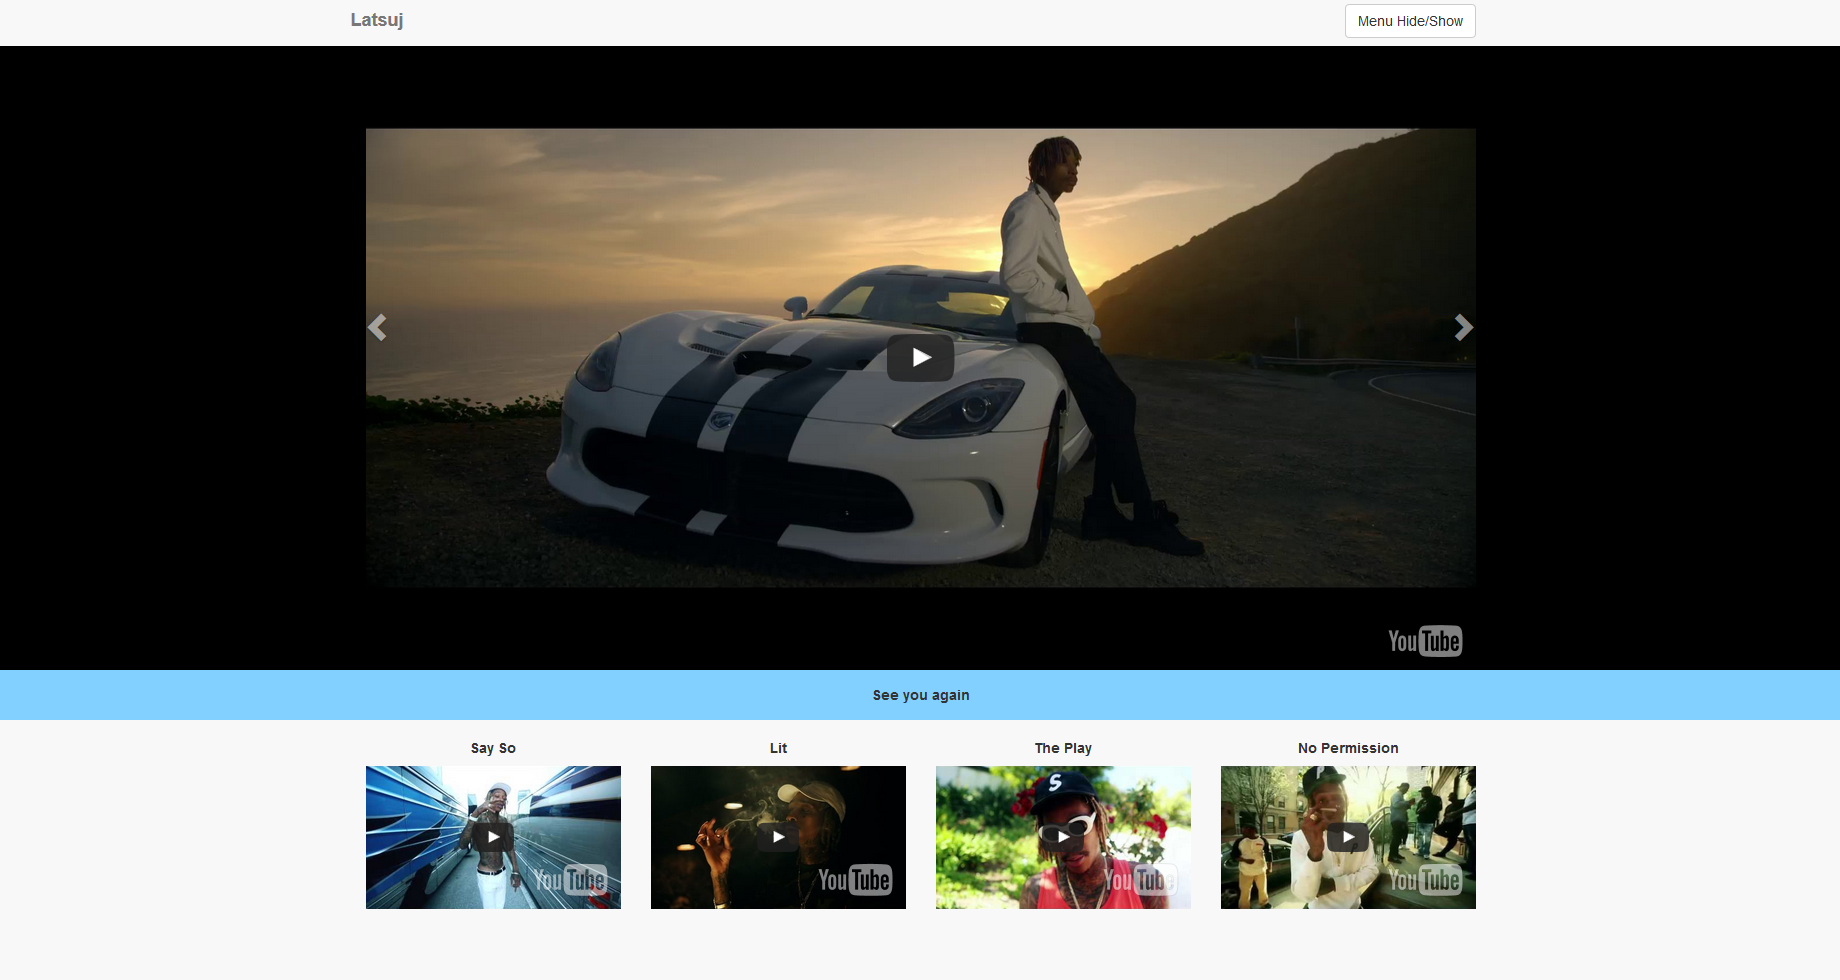 Latsuj
Menu Hide/Show
YouTube
See you again
Say So
Lit
The Play
No Permission
S
P
YouTube
YouTube
YouTube
YouTube